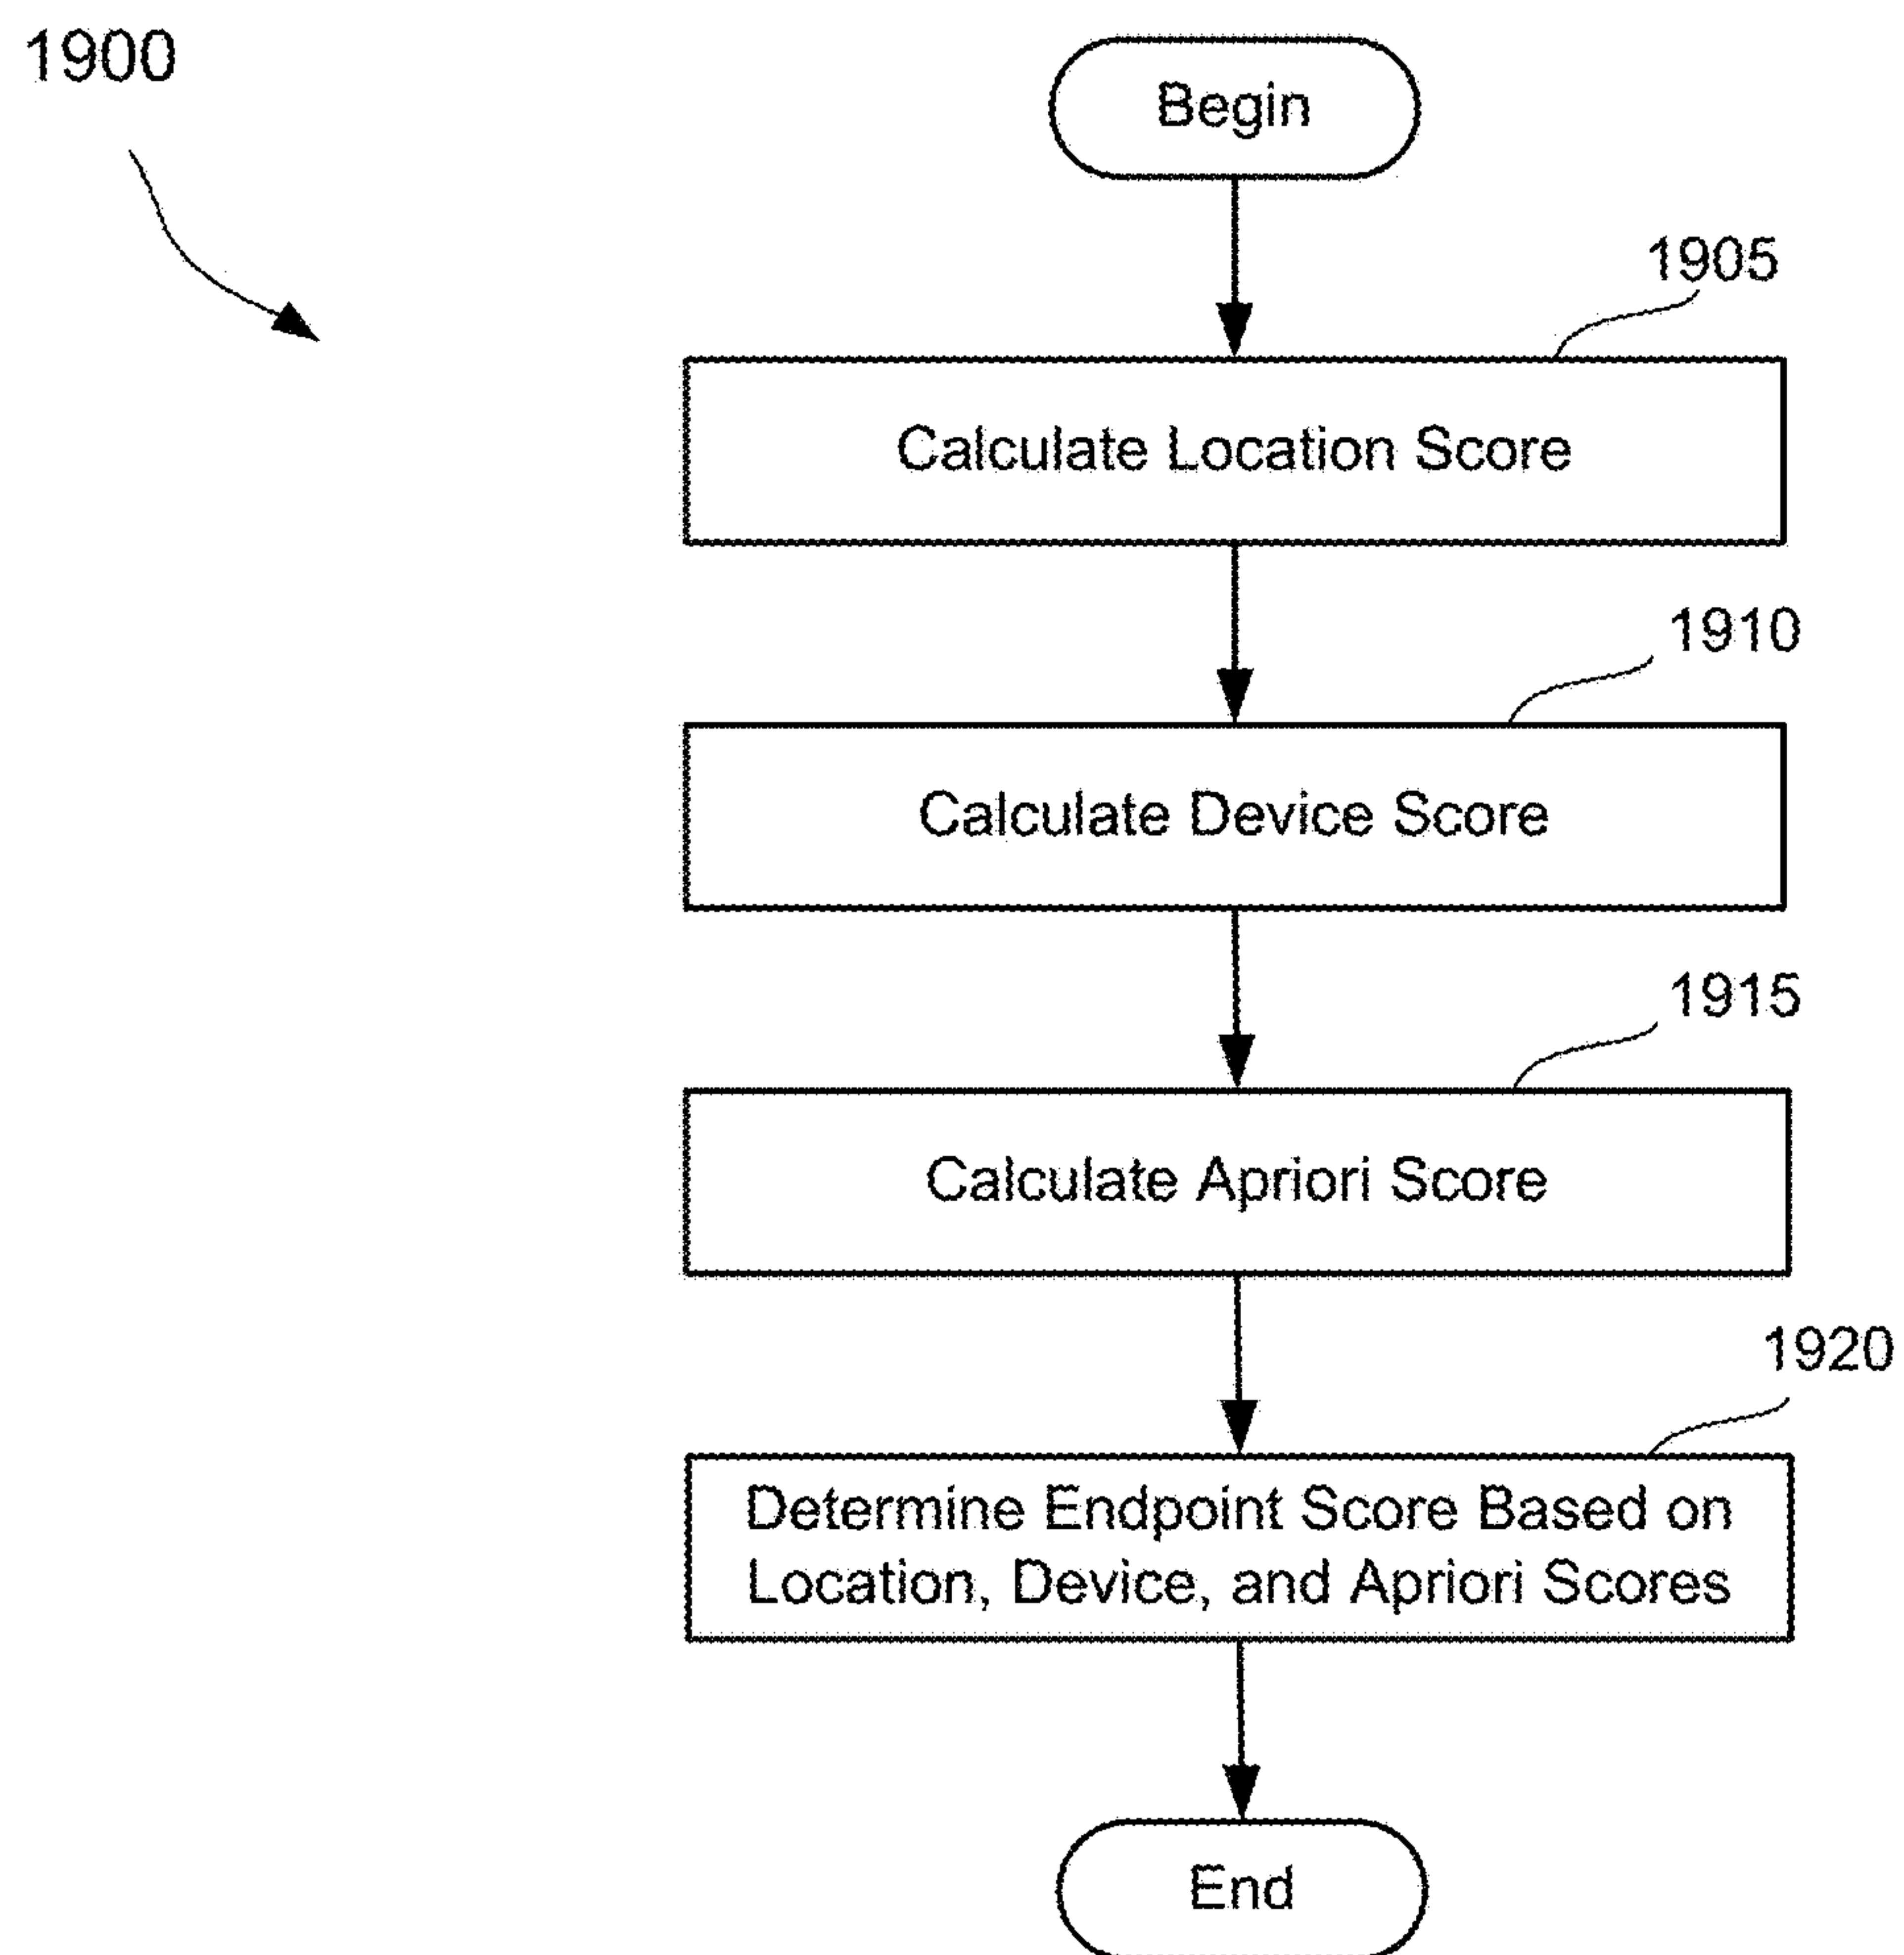 1900
Begin
1905
Calculate Location Score
1910
Calculate Device Score
1915
Calculate Apriori Score
1920
Determine Endpoint Score Based on
Location, Device, and Apriori Scores
End